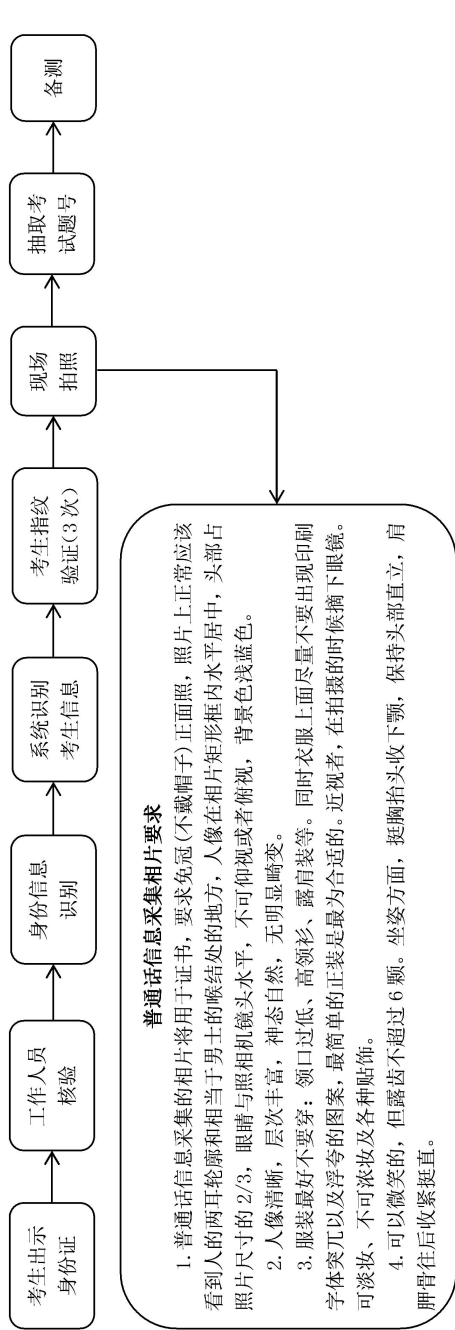 考生出示
身份证
工作人员
核验
身份信息
识别
系统识别
考生信息
考生指纹
验证(3 次)
现场
拍照
抽取考
试题号
备测
普通话信息采集相片要求
1. 普通话信息采集的相片将用于证书，要求免冠(不戴帽子)正面照，照片上正常应该
看到人的两耳轮廓和相当于男士的喉结处的地方，人像在相片矩形框内水平居中，头部占
照片尺寸的 2/3，眼睛与照相机镜头水平，不可仰视或者俯视，背景色浅蓝色。
2. 人像清晰，层次丰富，神态自然，无明显畸变。
3. 服装最好不要穿：领口过低、高领衫、露肩装等。同时衣服上面尽量不要出现印刷
字体突兀以及浮夸的图案，最简单的正装是最为合适的。近视者，在拍摄的时候摘下眼镜。
可淡妆、不可浓妆及各种贴饰。
4. 可以微笑的，但露齿不超过 6 颗。坐姿方面，挺胸抬头收下颚，保持头部直立，肩
胛骨往后收紧挺直。